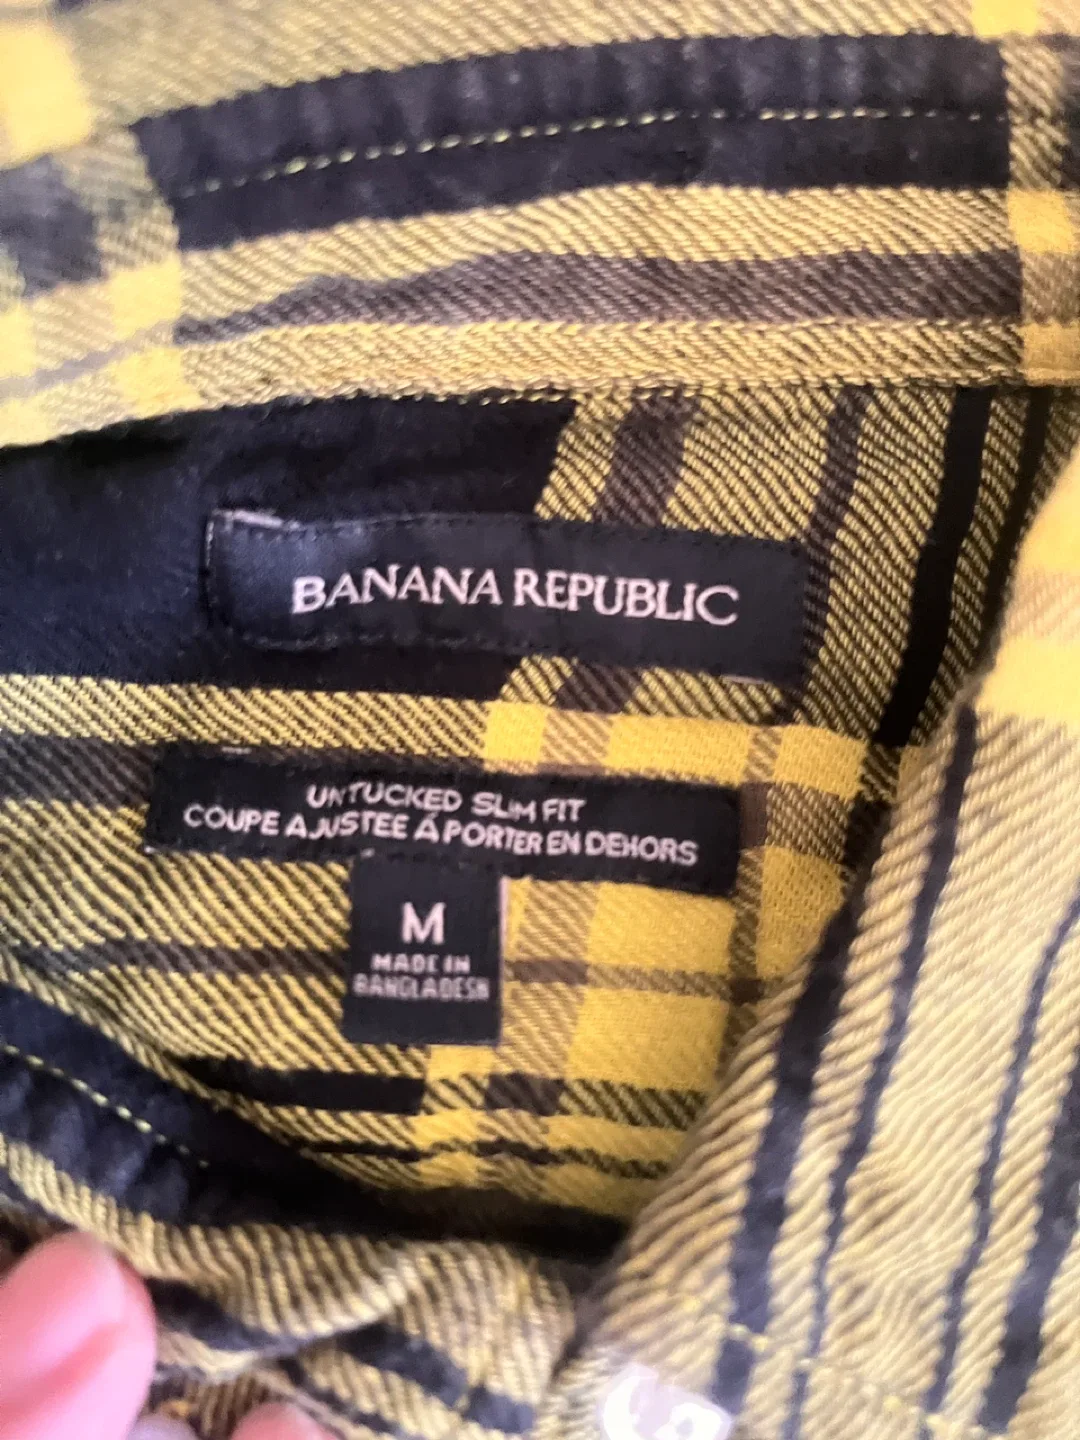 BANANA REPUBLIC
UNTUCKED SLIM FIT
COUPE AJUSTEE À PORTER EN DEHORS
M
MADE IN
BANGLADESH